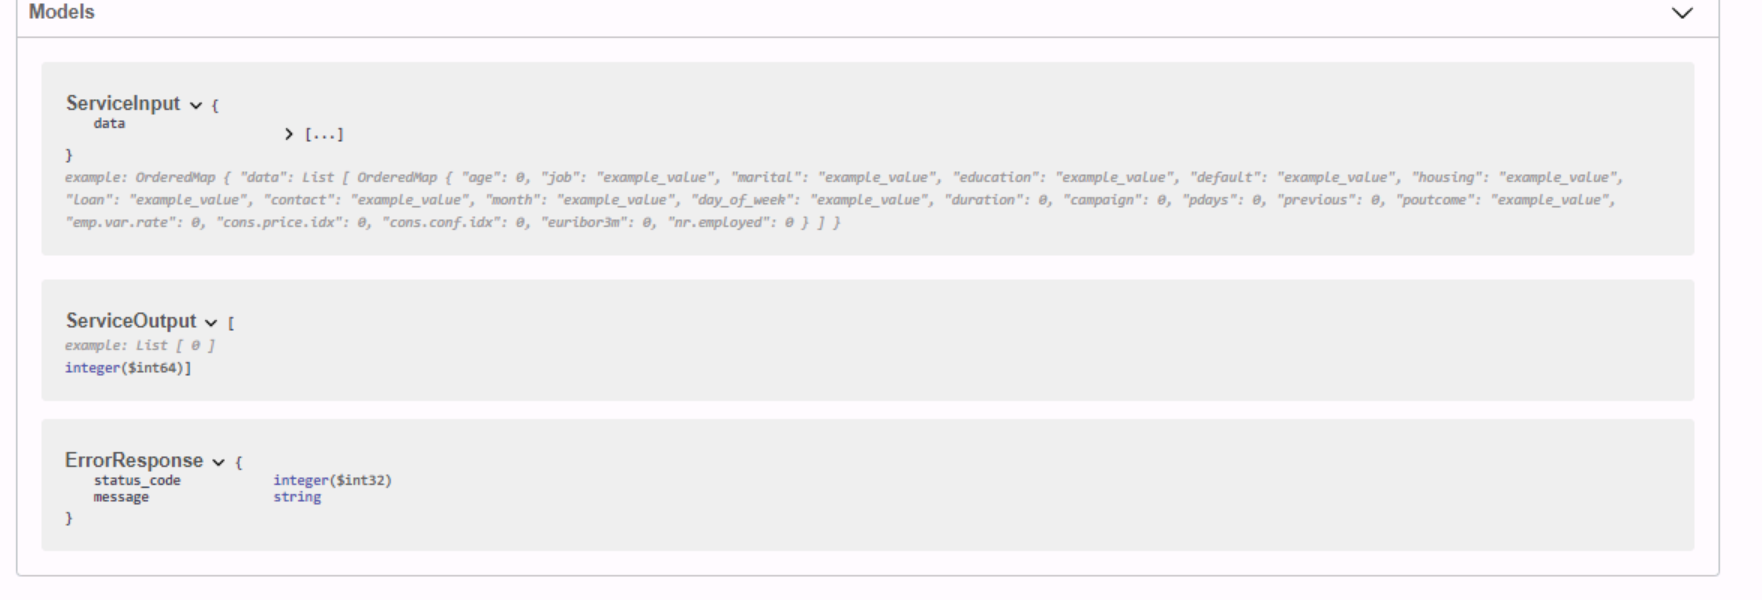 Models
ServiceInput {
data
[...]
}
example: OrderedMap { "data": List [ OrderedMap { "age": 0, "job": "example_value", "marital": "example_value", "education": "example_value", "default": "example_value", "housing": "example_value",
"loan": "example_value", "contact": "example_value", "month": "example_value", "day_of_week": "example_value", "duration": 0, "campaign": 0, "pdays": 0, "previous": 0, "poutcome": "example_value",
"emp.var.rate": 0, "cons.price.idx": 0, "cons.conf.idx": 0, "euribor3m": 0, "nr.employed": 0 } ] }
ServiceOutput [
example: List [ 0 ]
integer($int64)]
ErrorResponse {
status_code integer($int32)
message string
}